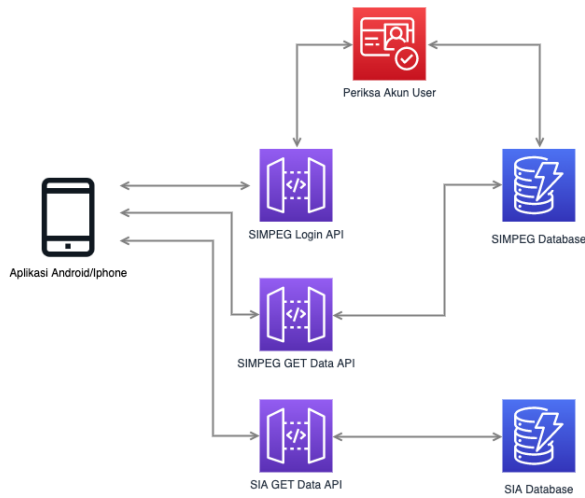 Periksa Akun User
SIMPEG Login API
SIMPEG Database
Aplikasi Android/Iphone
SIMPEG GET Data API
SIA GET Data API
SIA Database